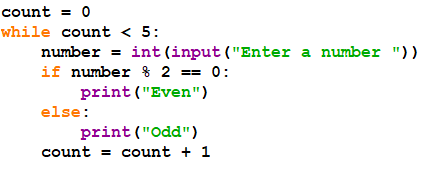 count = 0
while count < 5:
    number = int(input("Enter a number "))
    if number % 2 == 0:
        print("Even")
    else:
        print("Odd")
    count = count + 1